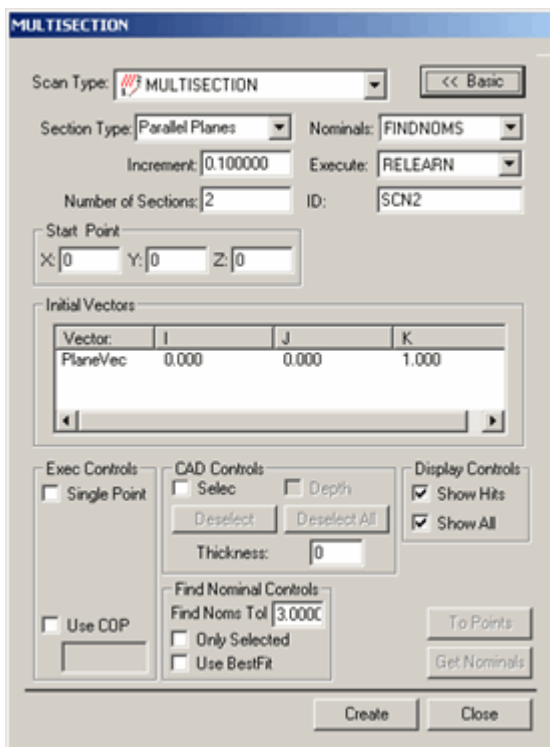 MULTISECTION
Scan Type: MULTISECTION << Basic
Section Type: Parallel Planes Nominals: FINDNOMS
Increment: 0.100000 Execute: RELEARN
Number of Sections: 2 ID: SCN2
Start Point
X: 0 Y: 0 Z: 0
Initial Vectors
Vector: I J K
PlaneVec 0.000 0.000 1.000
Exec Controls CAD Controls Display Controls
Single Point Selec Depth Show Hits
Deselect Deselect All Show All
Thickness: 0
Find Nominal Controls
Find Noms Tol 3.0000
Use COP Only Selected To Points
Use BestFit Get Nominals
Create Close